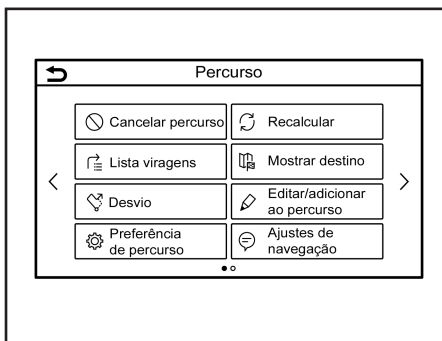 Percurso
Cancelar percurso
Recalcular
Lista viragens
Mostrar destino
Desvio
Editar/adicionar
ao percurso
Preferência
de percurso
Ajustes de
navegação